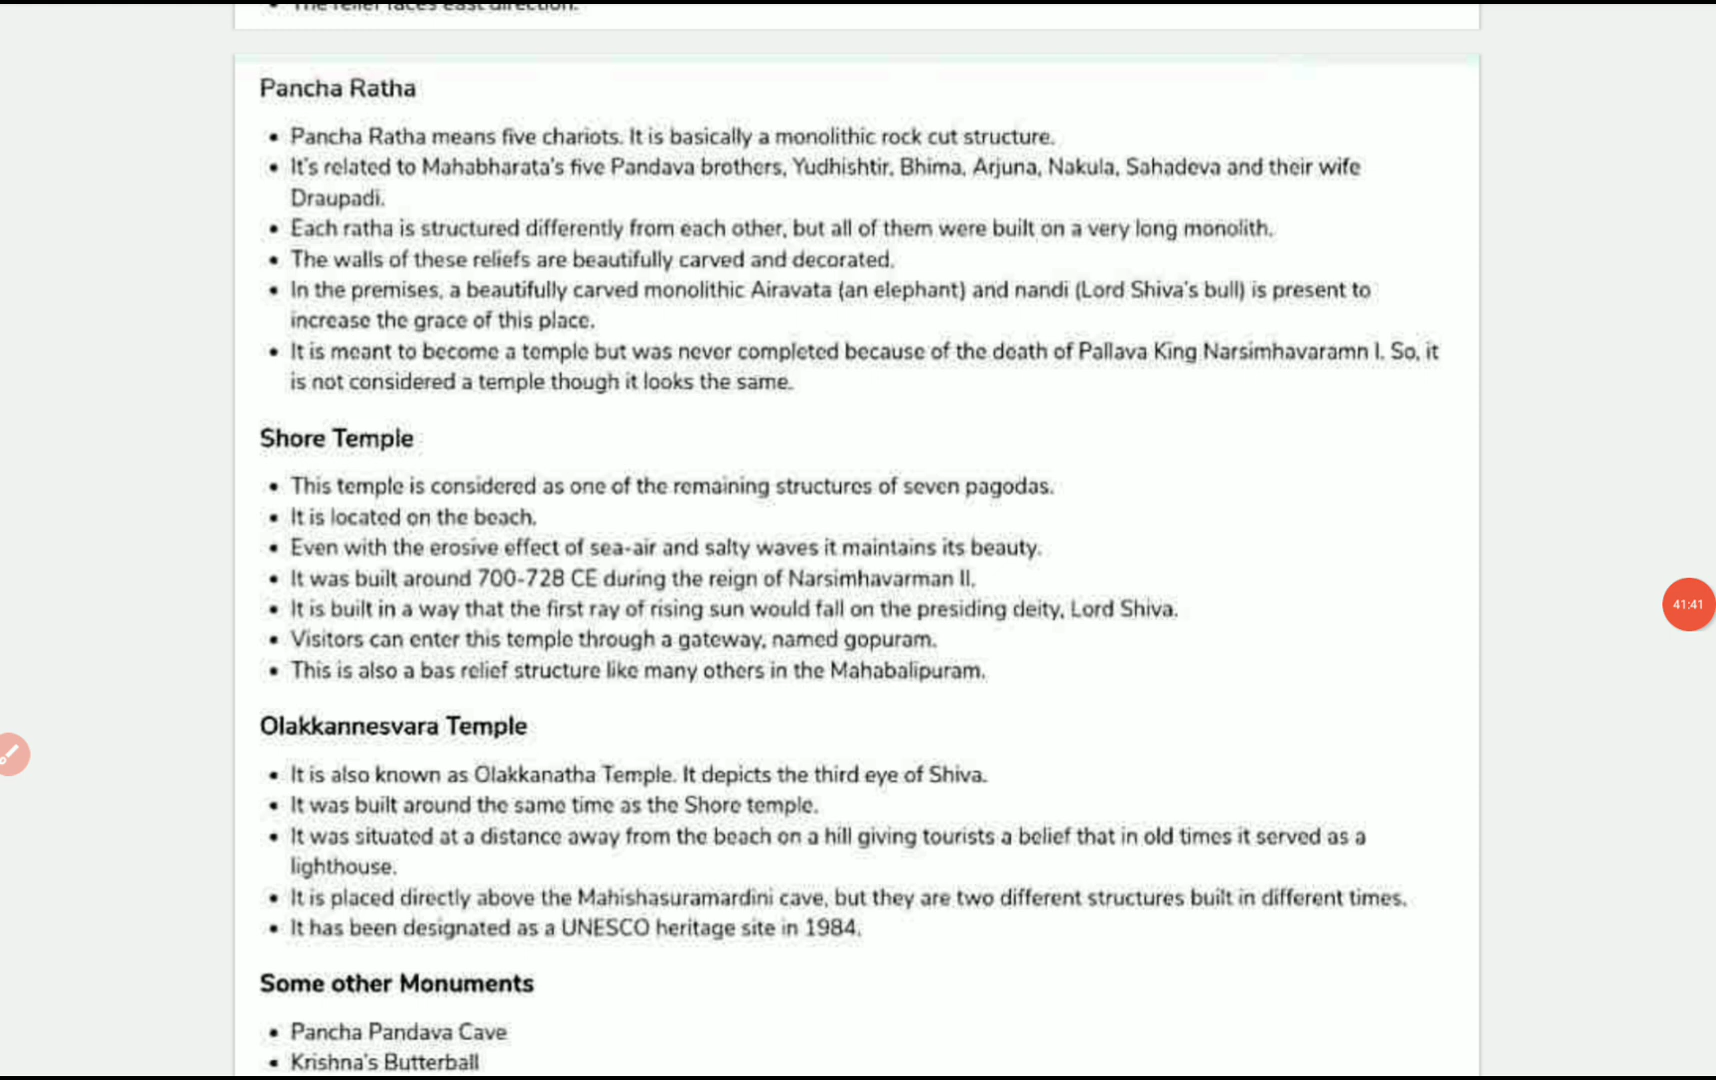 • The relief faces east direction.
Pancha Ratha
• Pancha Ratha means five chariots. It is basically a monolithic rock cut structure.
• It's related to Mahabharata's five Pandava brothers, Yudhishtir, Bhima, Arjuna, Nakula, Sahadeva and their wife
Draupadi.
• Each ratha is structured differently from each other, but all of them were built on a very long monolith.
• The walls of these reliefs are beautifully carved and decorated.
• In the premises, a beautifully carved monolithic Airavata (an elephant) and nandi (Lord Shiva's bull) is present to
increase the grace of this place.
• It is meant to become a temple but was never completed because of the death of Pallava King Narsimhavaramn I. So, it
is not considered a temple though it looks the same.
Shore Temple
• This temple is considered as one of the remaining structures of seven pagodas.
• It is located on the beach.
• Even with the erosive effect of sea-air and salty waves it maintains its beauty.
• It was built around 700-728 CE during the reign of Narsimhavarman II.
• It is built in a way that the first ray of rising sun would fall on the presiding deity, Lord Shiva.
• Visitors can enter this temple through a gateway, named gopuram.
• This is also a bas relief structure like many others in the Mahabalipuram.
Olakkannesvara Temple
• It is also known as Olakkanatha Temple. It depicts the third eye of Shiva.
• It was built around the same time as the Shore temple.
• It was situated at a distance away from the beach on a hill giving tourists a belief that in old times it served as a
lighthouse.
• It is placed directly above the Mahishasuramardini cave, but they are two different structures built in different times.
• It has been designated as a UNESCO heritage site in 1984.
Some other Monuments
• Pancha Pandava Cave
• Krishna's Butterball
41:41